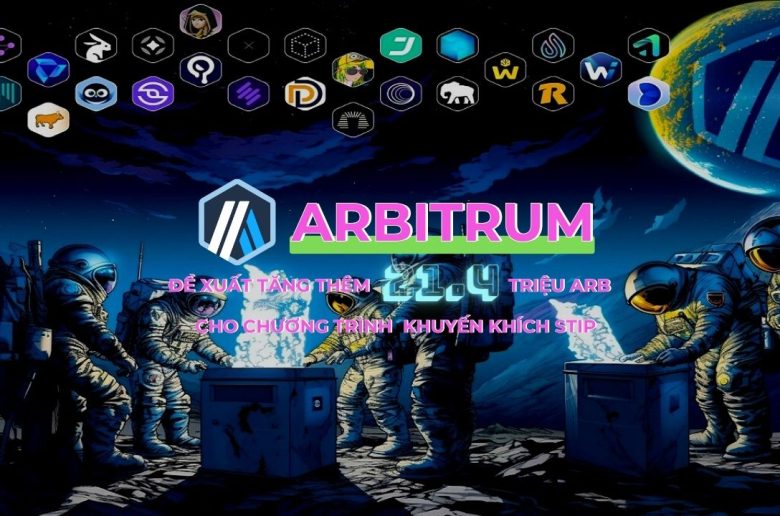 ARBITRUM
ĐỀ XUẤT TĂNG THÊM 21.4 TRIỆU ARB
CHO CHƯƠNG TRÌNH KHUYẾN KHÍCH STIP